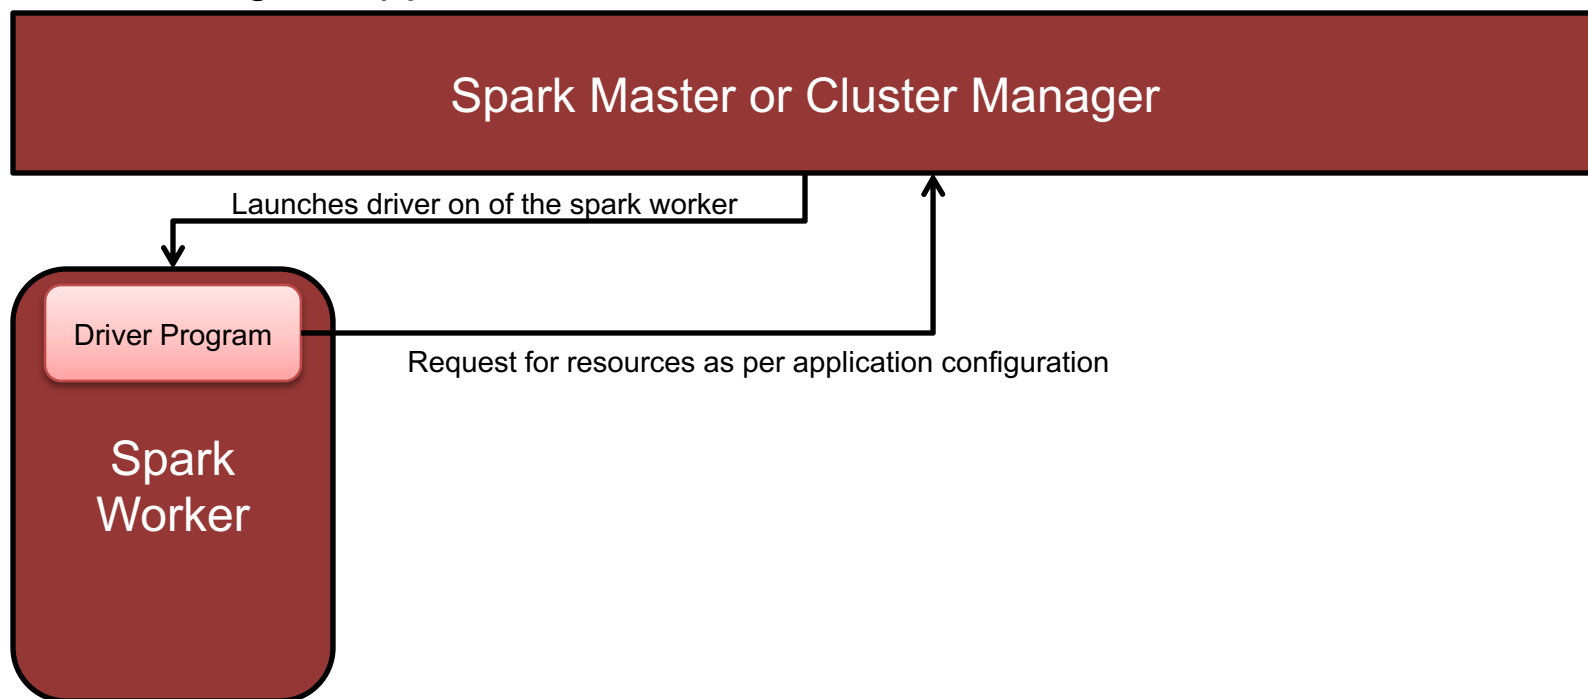 Spark Master or Cluster Manager
Launches driver on of the spark worker
Driver Program
Request for resources as per application configuration
Spark
Worker